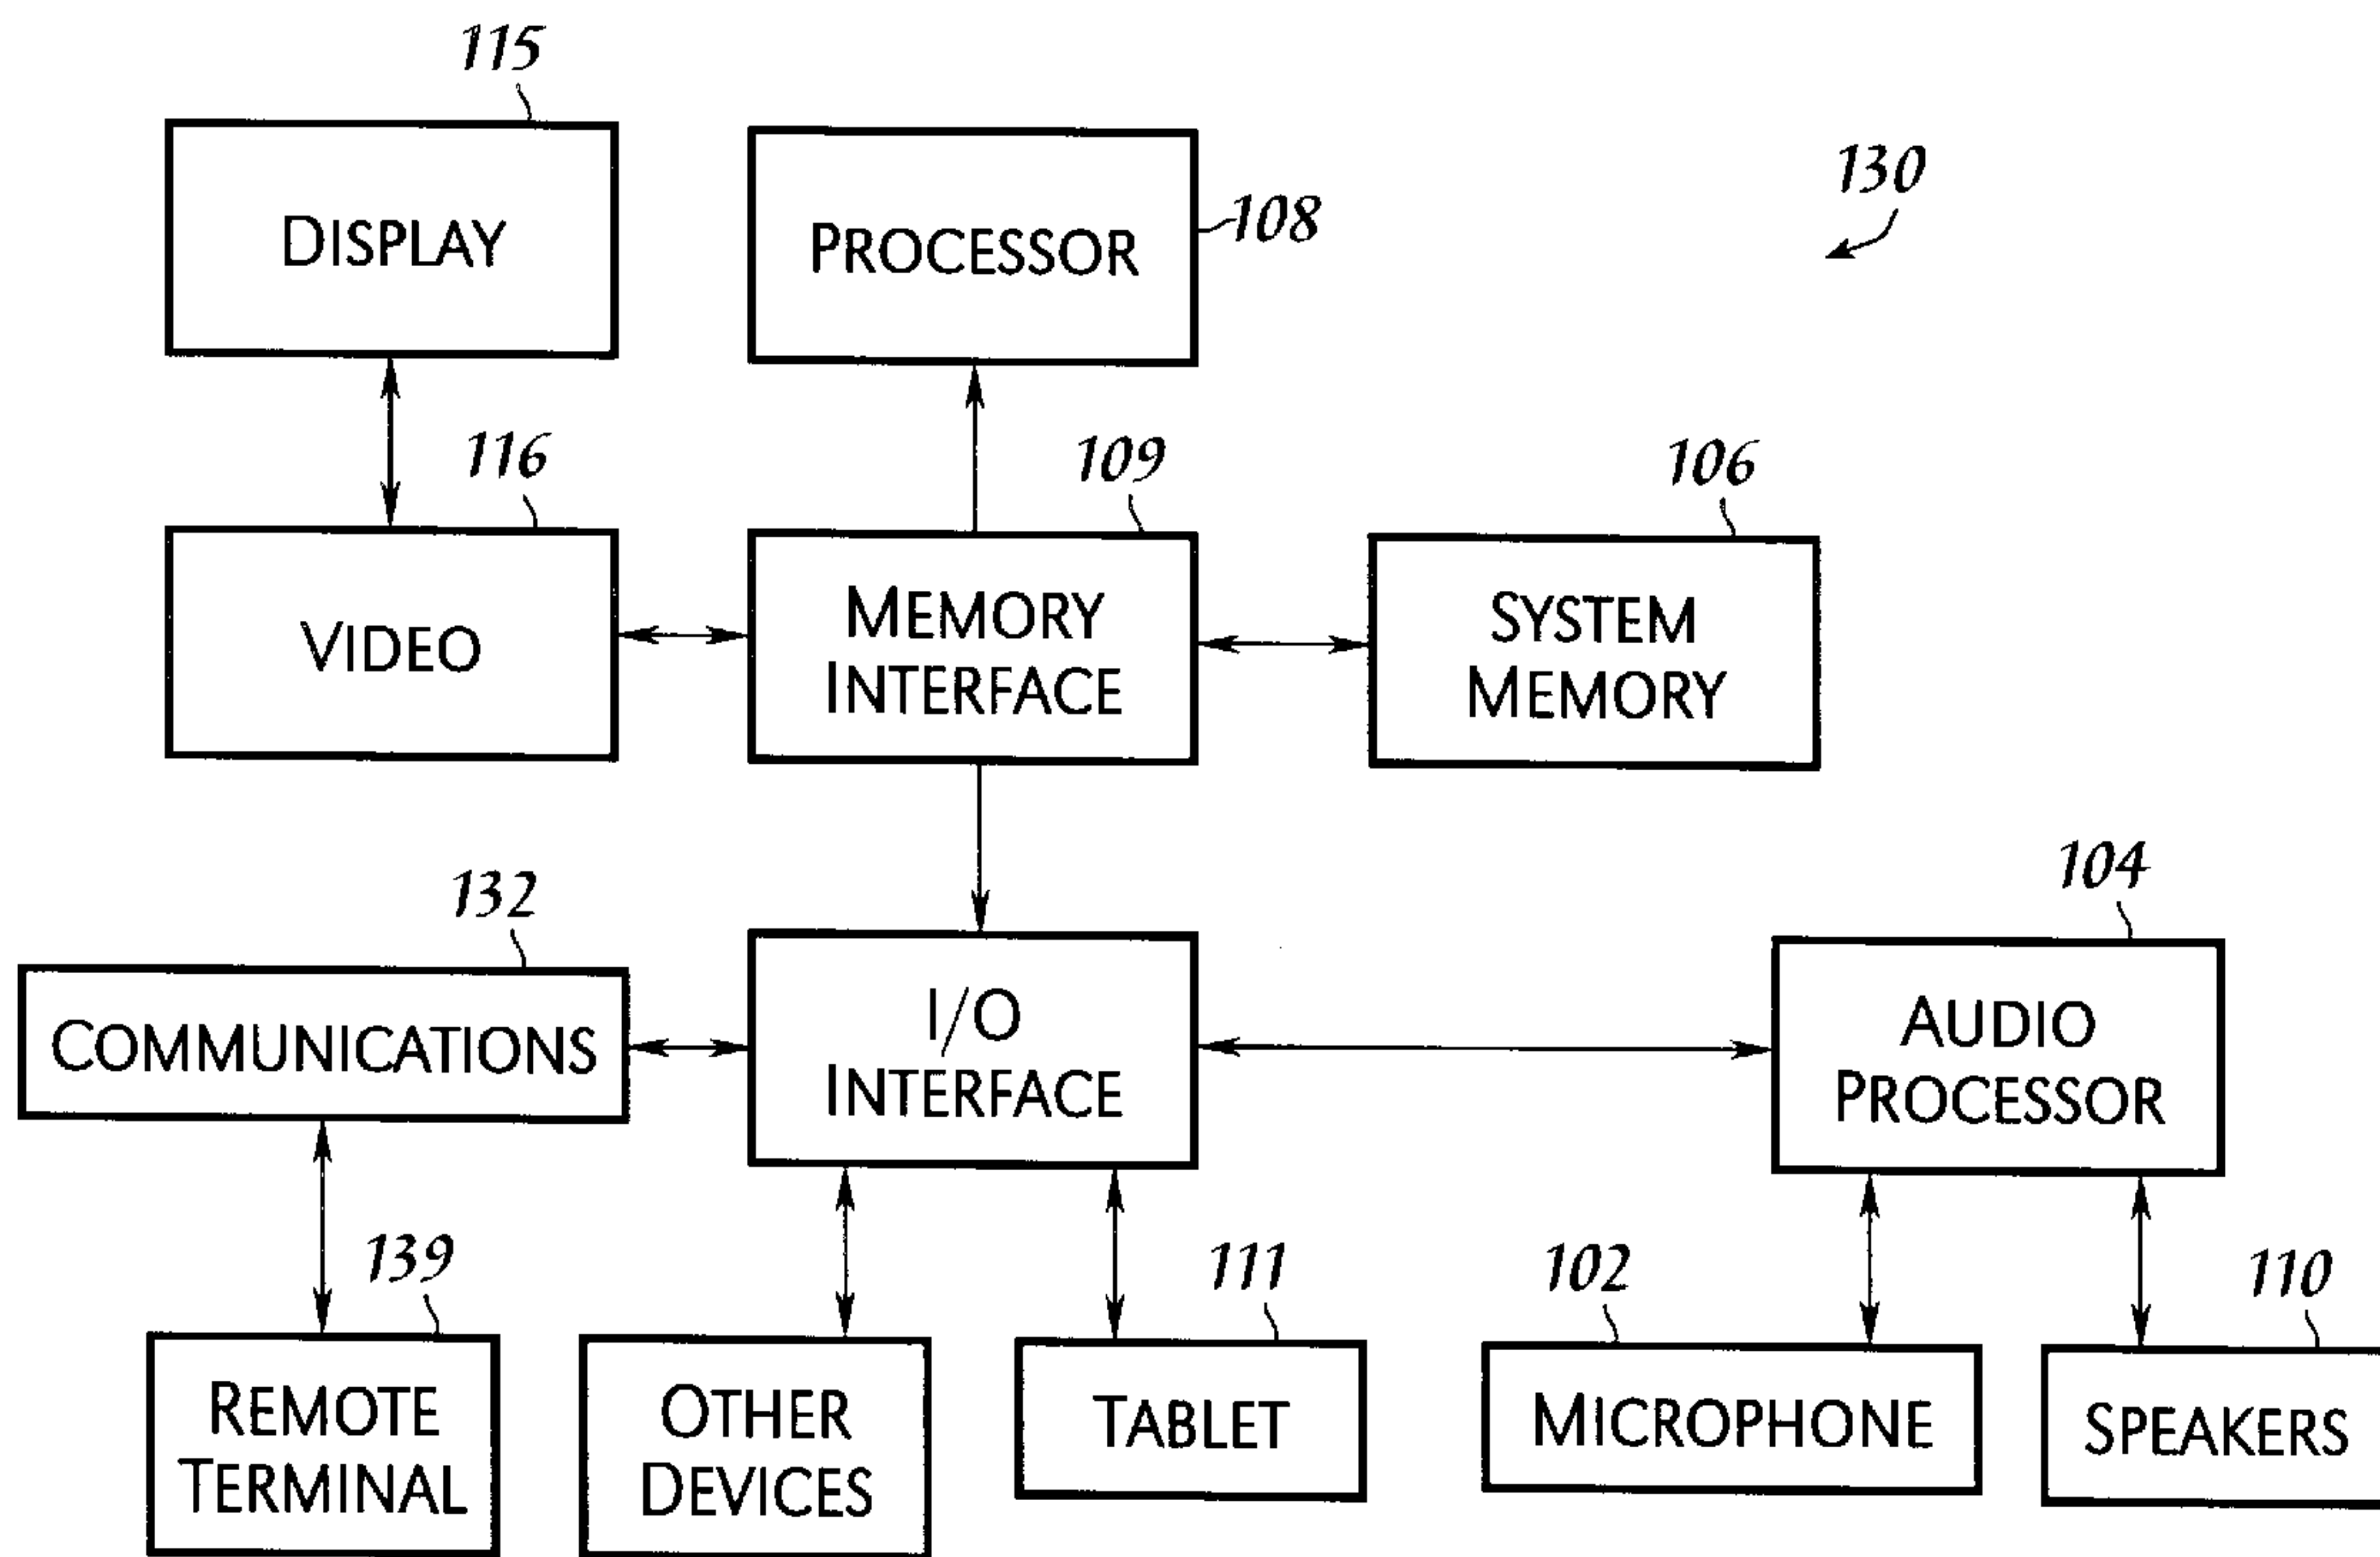 115
DISPLAY
PROCESSOR
108
130
116
VIDEO
109
MEMORY
INTERFACE
106
SYSTEM
MEMORY
132
COMMUNICATIONS
I/O
INTERFACE
104
AUDIO
PROCESSOR
139
REMOTE
TERMINAL
OTHER
DEVICES
111
TABLET
102
MICROPHONE
110
SPEAKERS